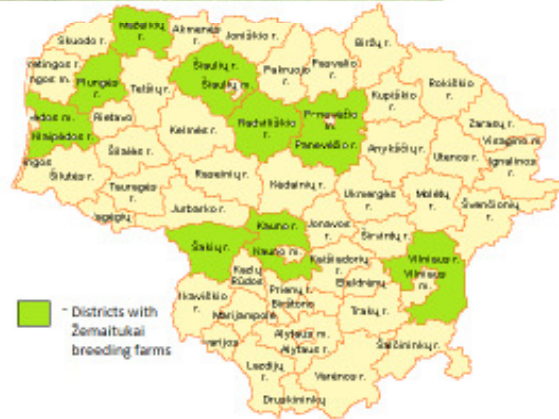 Mažeikių
r.
Akmenės
r.
Skuodo r.
Joniškio r.
Biržų r.
Plungės
r.
Telšių r.
Šiaulių r.
Šiaulių m.
Pakruojo
r.
Pasvalio
r.
Rokiškio
r.
Kupiškio
r.
Klaipėdos r.
Rietavo
Kelmės r.
Radviliškio
r.
Panevėžio
m.
Panevėžio r.
Anykščių r.
Zarasų r.
Visagino m.
Ignalinos
r.
Utenos r.
Šilalės r.
Šilutės r.
Tauragės
r.
Raseinių r.
Kėdainių r.
Ukmergės
r.
Molėtų
r.
Švenčionių
r.
Jurbarko r.
Kauno r.
Kauno m.
Jonavos
r.
Širvintų r.
Šakių r.
Kazlų
Rūdos
Kaišiadorių
r.
Elektrėnų
Vilniaus r.
Vilniaus
m.
Vilkaviškio
r.
Prienų r.
Birštono
Marijampolė
Trakų r.
Alytaus m.
Alytaus r.
Šalčininkų r.
Lazdijų
r.
Varėnos r.
Druskininkų
- Districts with
Žemaitukai
breeding farms